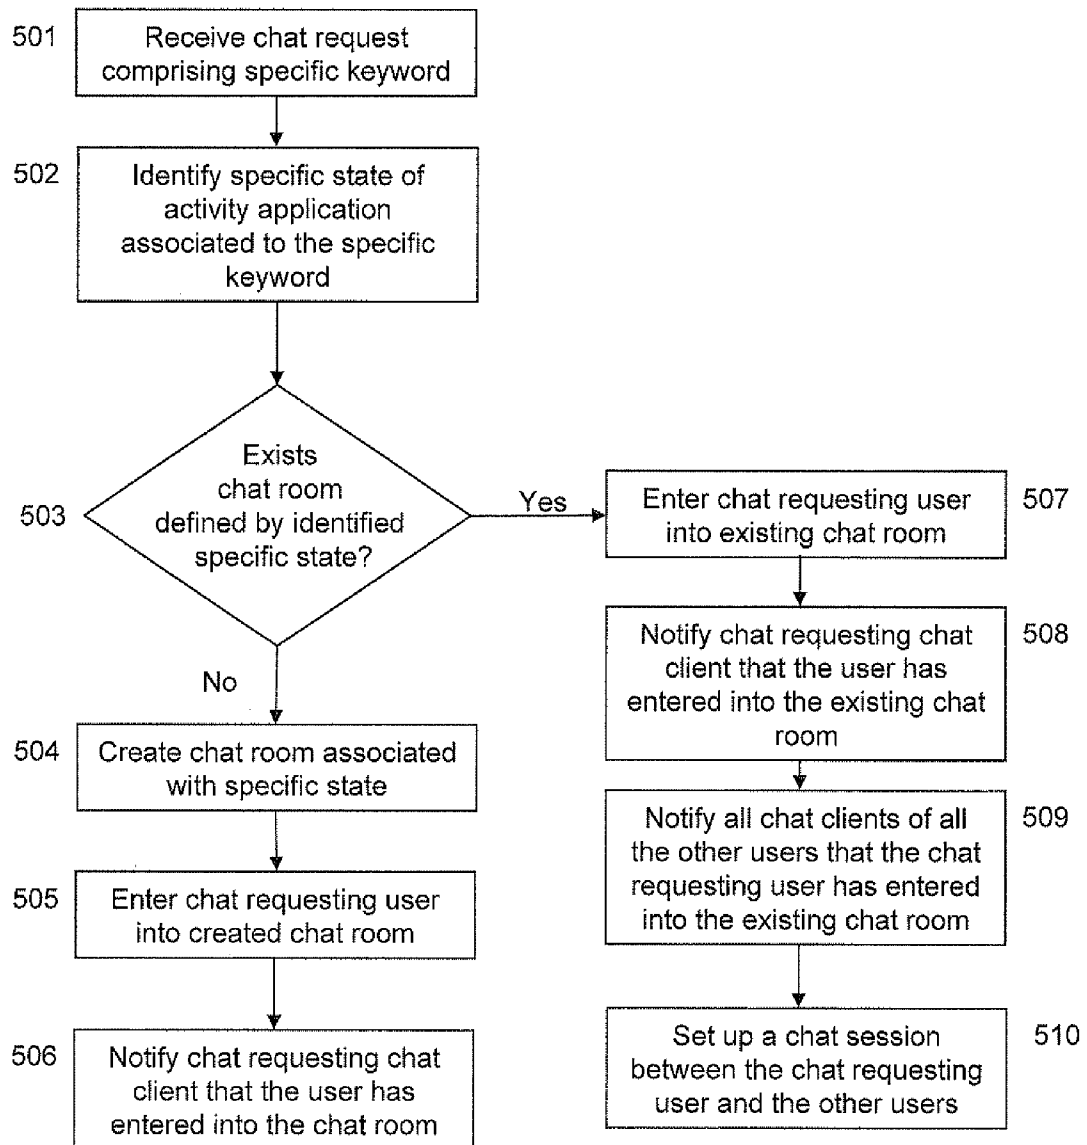 501
Receive chat request
comprising specific keyword
502
Identify specific state of
activity application
associated to the specific
keyword
503
Exists
chat room
defined by identified
specific state?
Yes
No
504
Create chat room associated
with specific state
505
Enter chat requesting user
into created chat room
506
Notify chat requesting chat
client that the user has
entered into the chat room
507
Enter chat requesting user
into existing chat room
508
Notify chat requesting chat
client that the user has
entered into the existing chat
room
509
Notify all chat clients of all
the other users that the chat
requesting user has entered
into the existing chat room
510
Set up a chat session
between the chat requesting
user and the other users